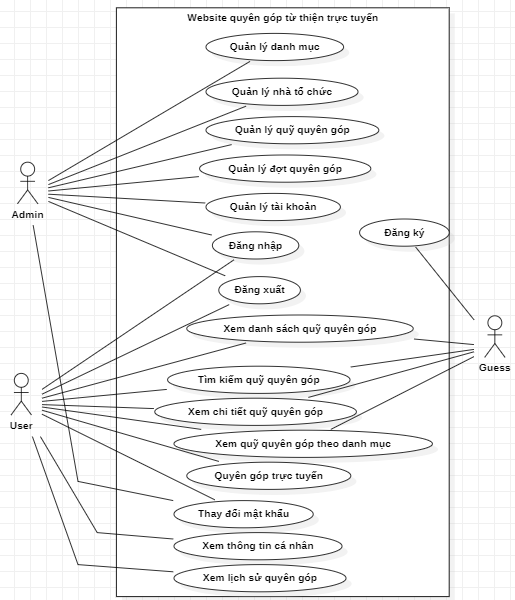 Website quyên góp từ thiện trực tuyến
Quản lý danh mục
Quản lý nhà tổ chức
Quản lý quỹ quyên góp
Quản lý đợt quyên góp
Admin
Quản lý tài khoản
Đăng ký
Đăng nhập
Đăng xuất
Xem danh sách quỹ quyên góp
Guess
Tìm kiếm quỹ quyên góp
Xem chi tiết quỹ quyên góp
User
Xem quỹ quyên góp theo danh mục
Quyên góp trực tuyến
Thay đổi mật khẩu
Xem thông tin cá nhân
Xem lịch sử quyên góp